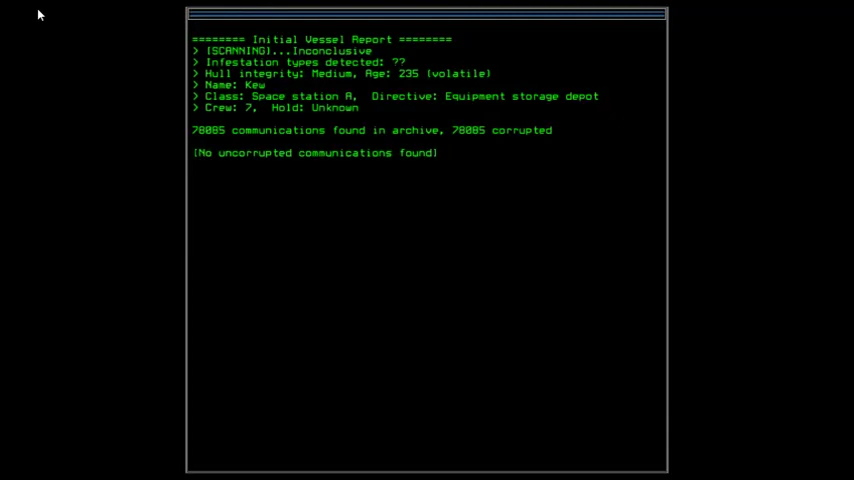 ======== Initial Vessel Report ========
> [SCANNING]...Inconclusive
> Infestation types detected: ??
> Hull integrity: Medium, Age: 235 (volatile)
> Name: Kew
> Class: Space station A,  Directive: Equipment storage depot
> Crew: 7,  Hold: Unknown
78085 communications found in archive, 78085 corrupted
[No uncorrupted communications found]